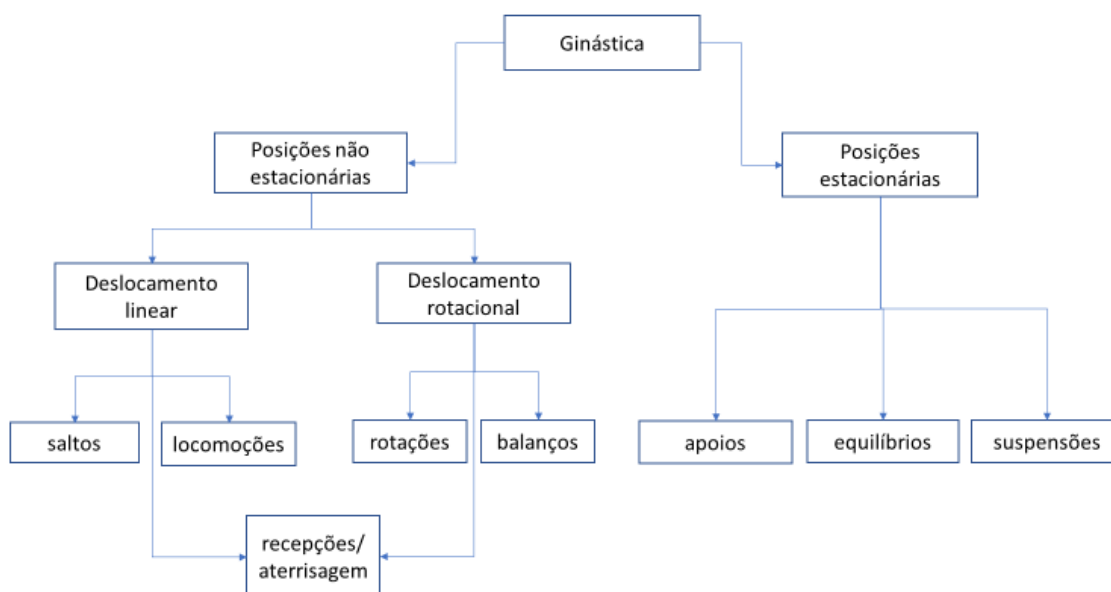 Ginástica
Posições não
estacionárias
Posições
estacionárias
Deslocamento
linear
Deslocamento
rotacional
saltos
locomoções
rotações
balanços
apoios
equilíbrios
suspensões
recepções/
aterrisagem